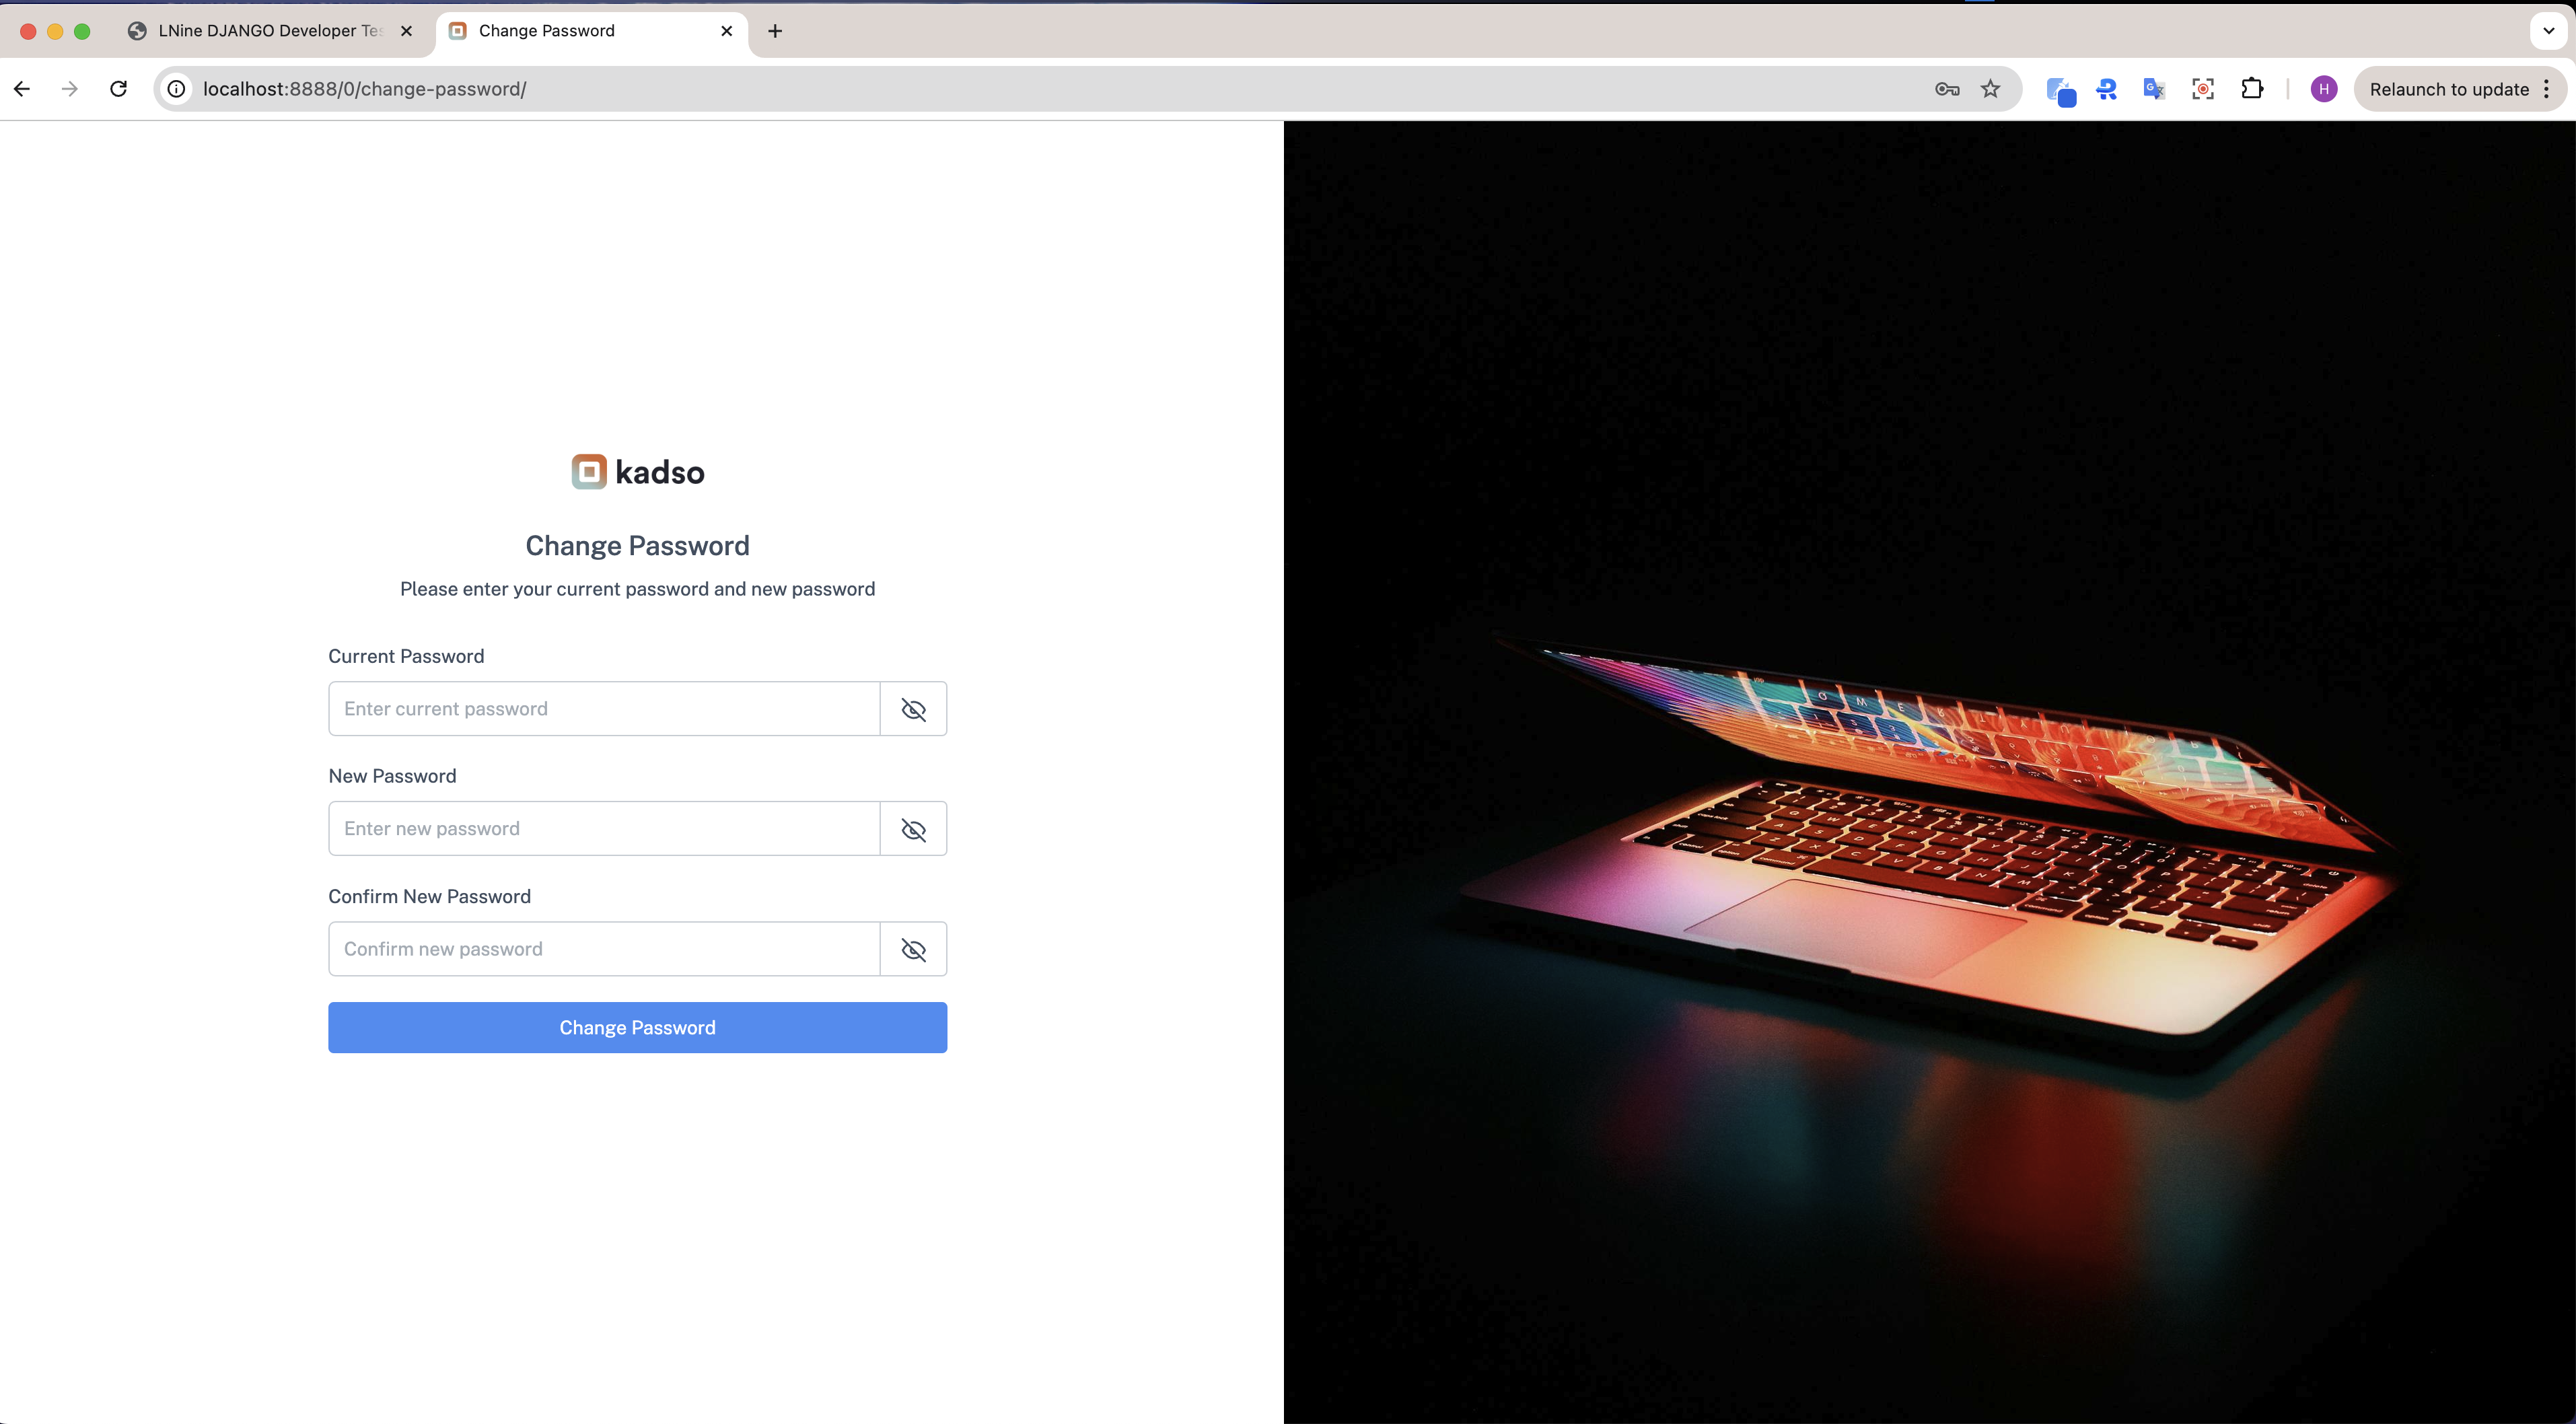 LNine DJANGO Developer Tes
Change Password
localhost:8888/0/change-password/
H
Relaunch to update
kadso
Change Password
Please enter your current password and new password
Current Password
Enter current password
New Password
Enter new password
Confirm New Password
Confirm new password
Change Password